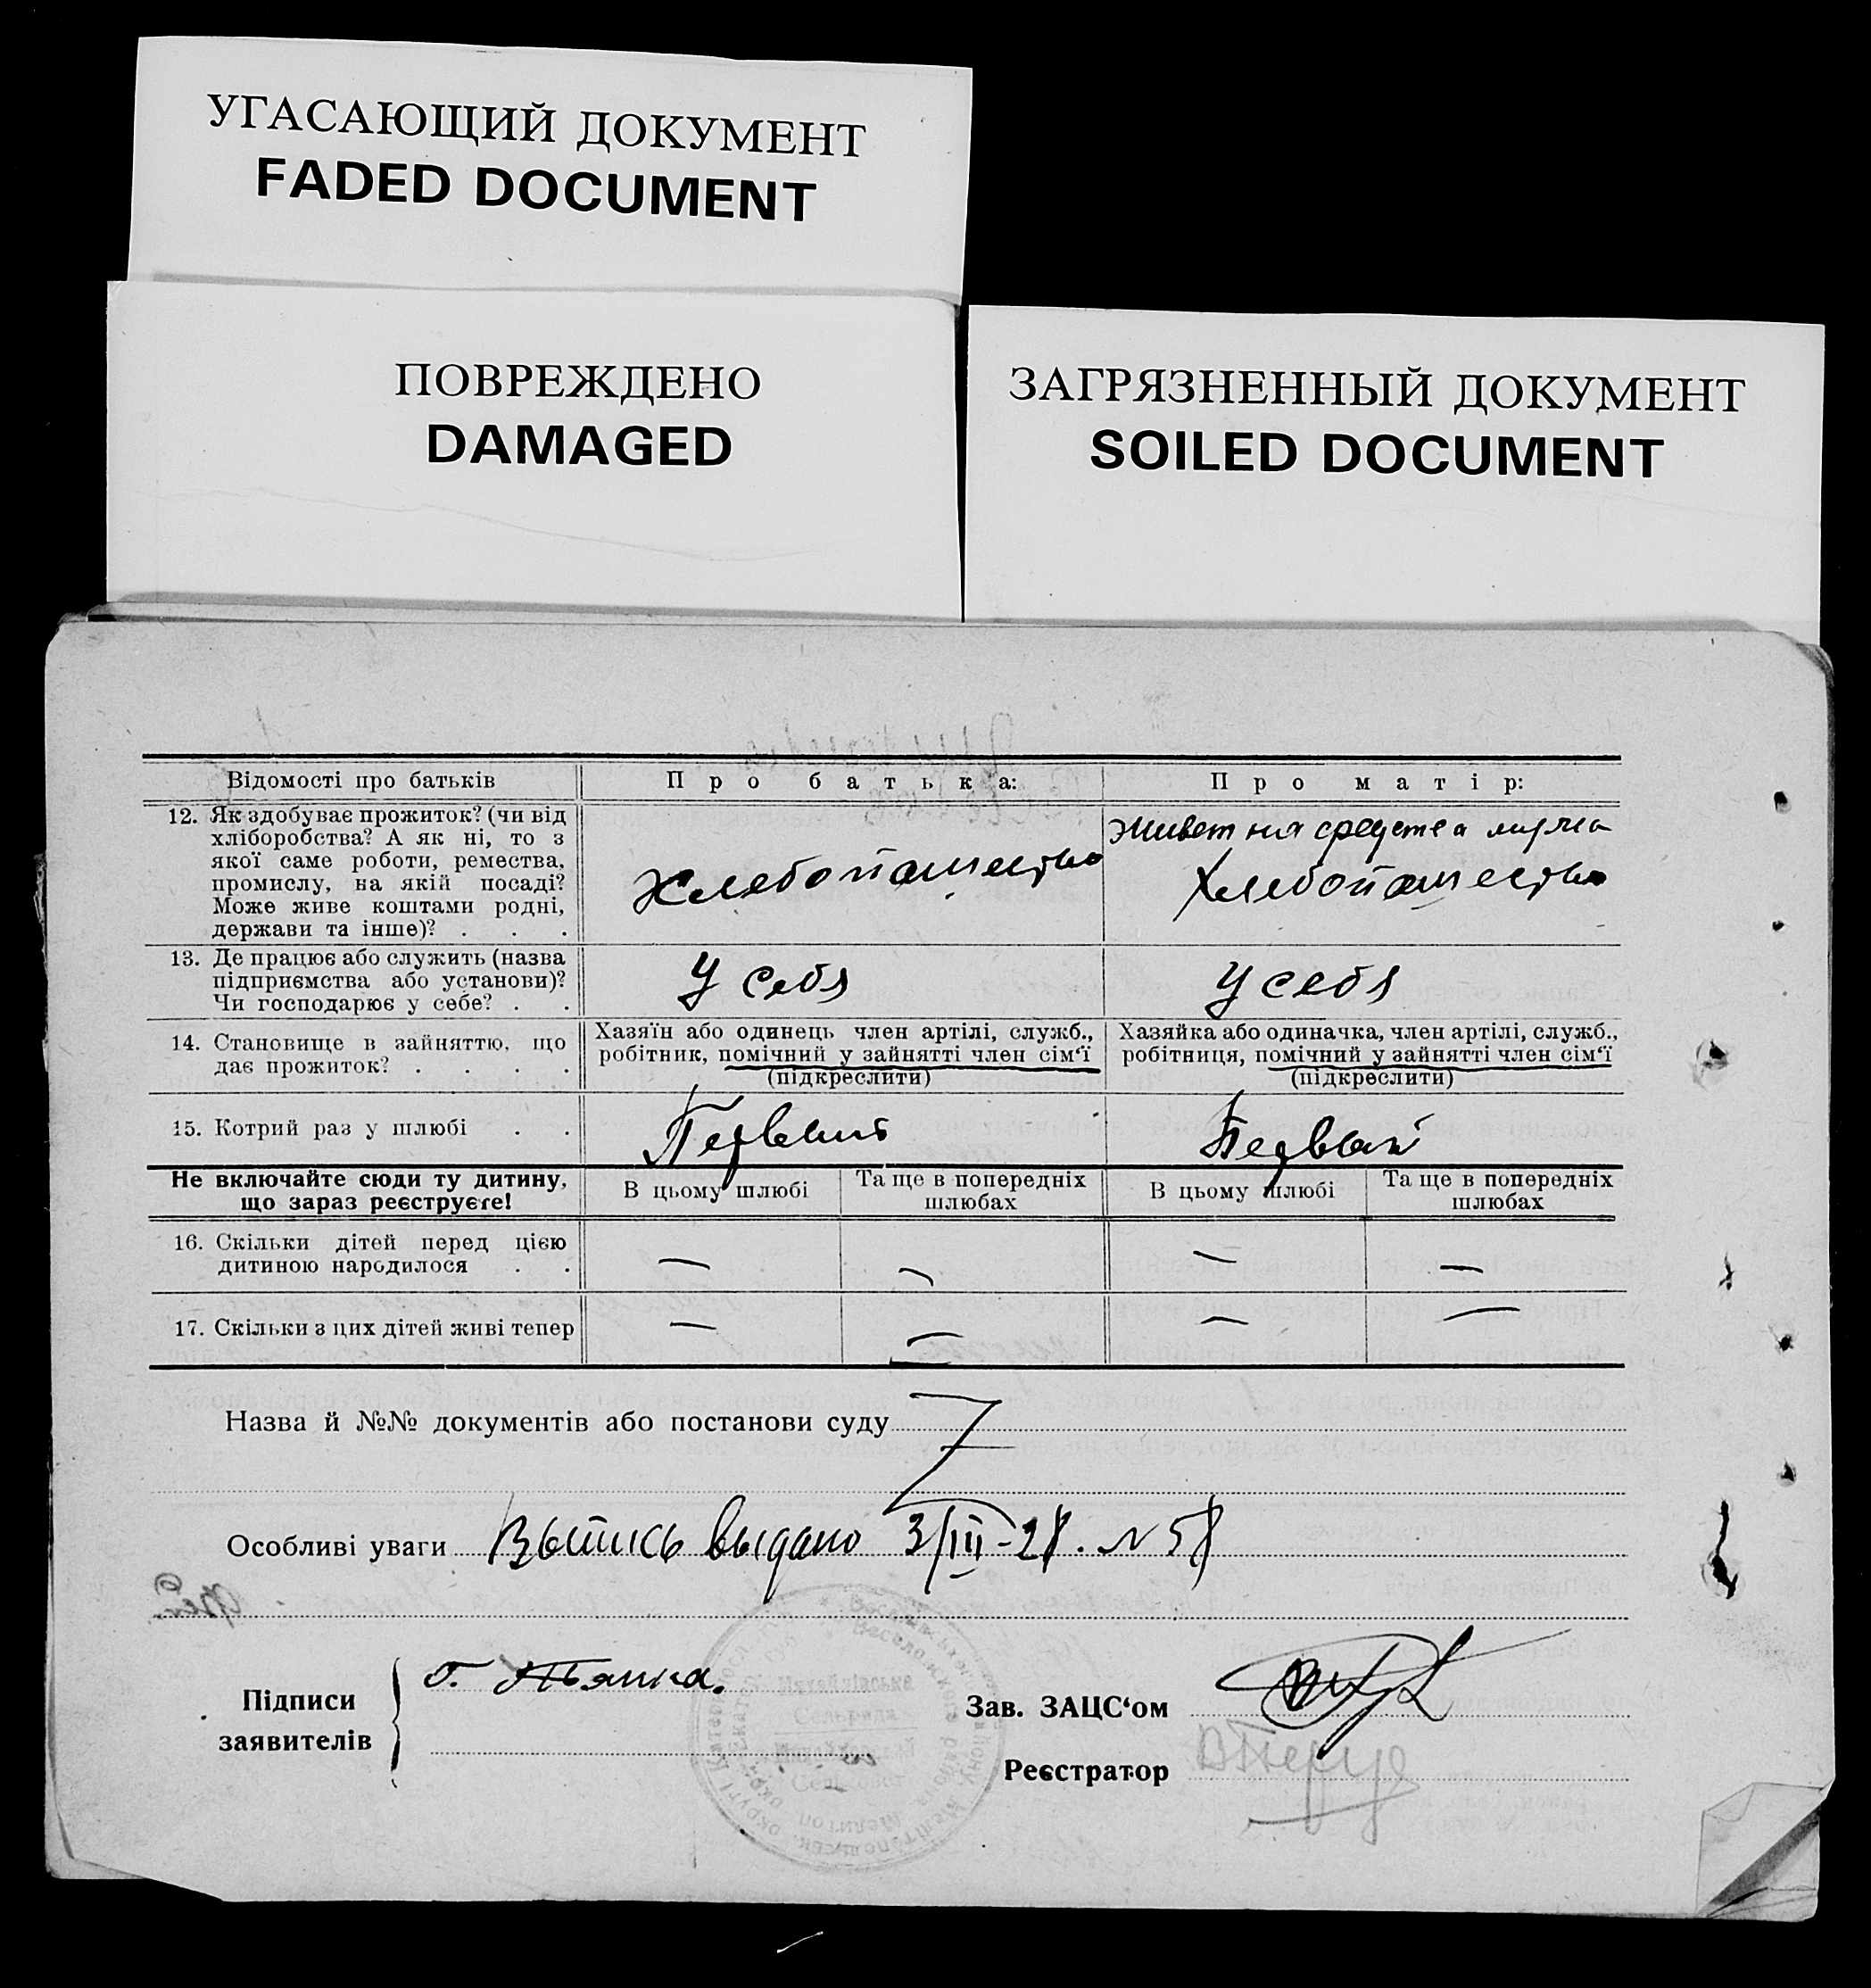 УГАСАЮЩИЙ ДОКУМЕНТ
FADED DOCUMENT
ПОВРЕЖДЕНО
DAMAGED
ЗАГРЯЗНЕННЫЙ ДОКУМЕНТ
SOILED DOCUMENT
Відомості про батьків
Про батька:
Про матір:
12. Як здобуває прожиток? (чи від
хліборобства? А як ні, то з
якої саме роботи, ремества,
промислу, на якій посаді?
Може живе коштами родні,
держави та інше)? . . .
Хлебопашество
Живет на средства мужа
Хлебопашество
13. Де працює або служить (назва
підприємства або установи)?
Чи господарює у себе? . .
У себя
У себя
14. Становище в зайняттю, що
дає прожиток? . . . .
Хазяїн або одинець член артілі, служб.,
робітник, помічний у зайнятті член сім‘ї
(підкреслити)
Хазяйка або одиначка, член артілі, служб.,
робітниця, помічний у зайнятті член сім‘ї
(підкреслити)
15. Котрий раз у шлюбі . .
Первый
Первый
Не включайте сюди ту дитину,
що зараз реєструєте!
В цьому шлюбі
Та ще в попередніх
шлюбах
В цьому шлюбі
Та ще в попередніх
шлюбах
16. Скільки дітей перед цією
дитиною народилося . .
— — — —
17. Скільки з цих дітей живі тепер
— — — —
Назва й №№ документів або постанови суду
Особливі уваги Выпись выдано 3/III-28. N 58
Підписи
заявителів
Зав. ЗАЦС‘ом
Реєстратор
Михайлівська
Сельрада